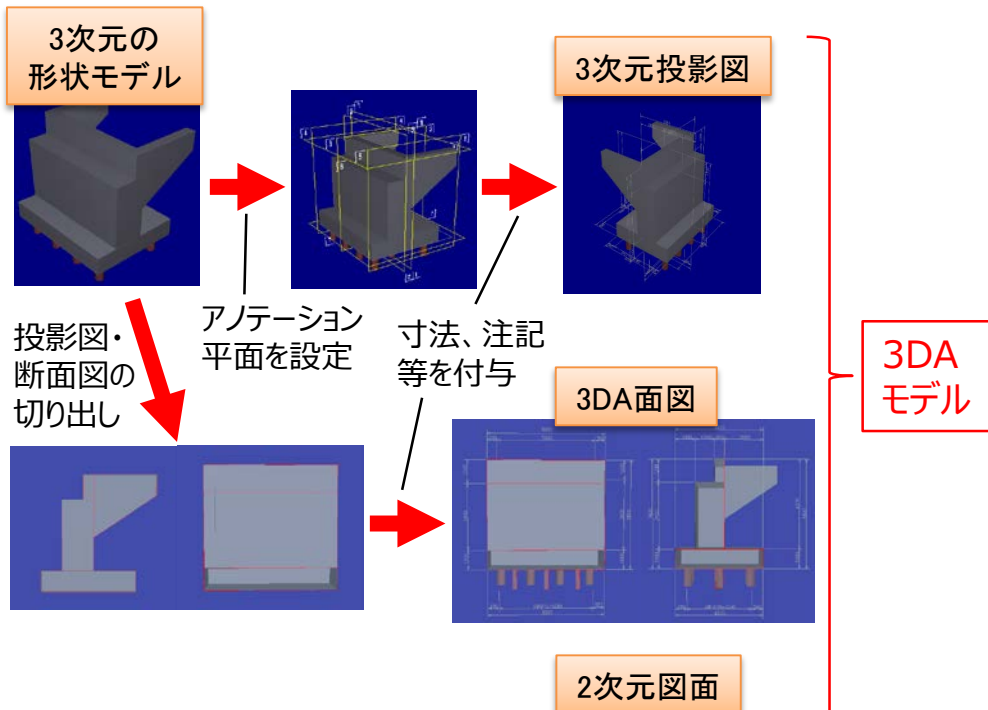 3次元の
形状モデル
3次元投影図
アノテーション
平面を設定
寸法、注記
等を付与
投影図・
断面図の
切り出し
3DA面図
3DA
モデル
2次元図面